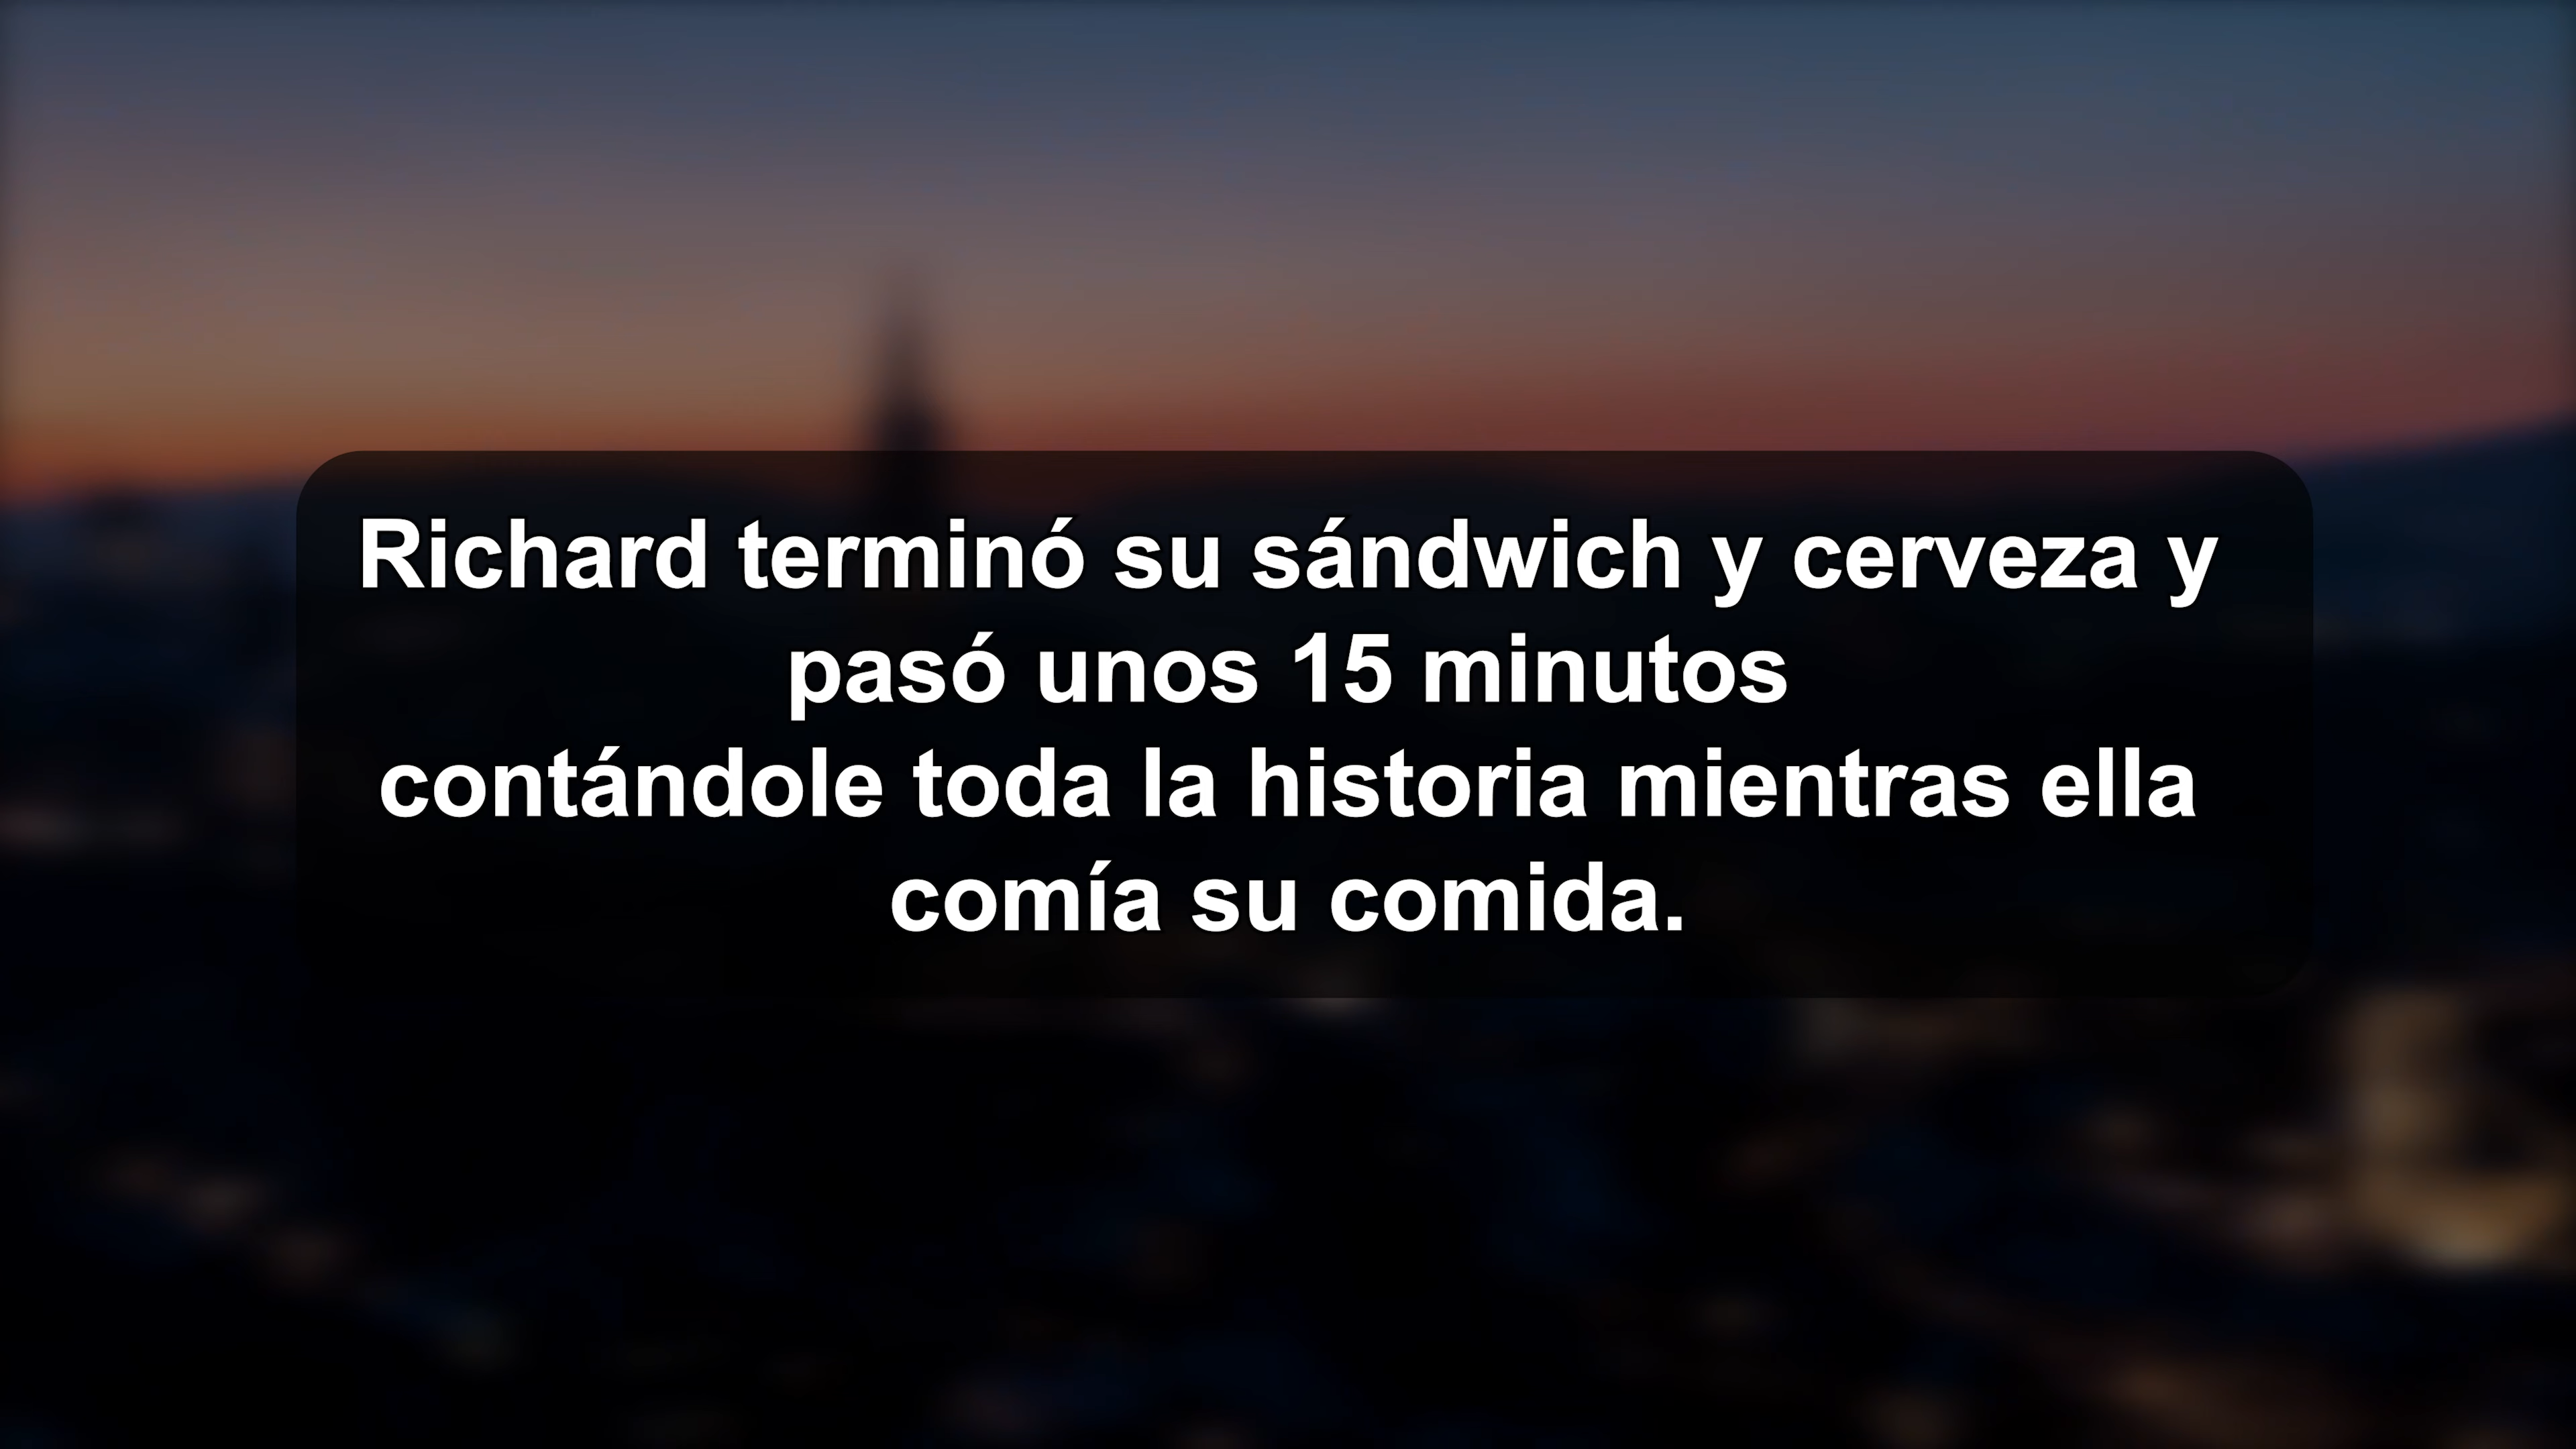 Richard terminó su sándwich y cerveza y
pasó unos 15 minutos
contándole toda la historia mientras ella
comía su comida.